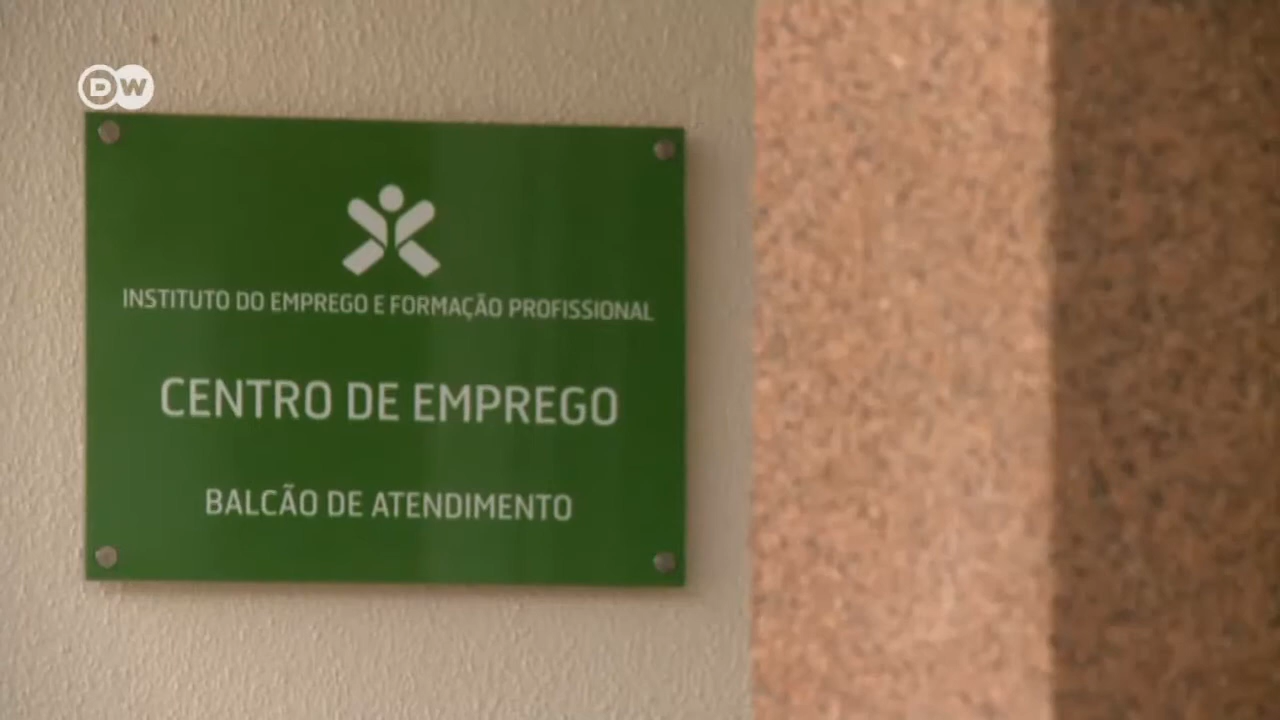 DW
INSTITUTO DO EMPREGO E FORMAÇÃO PROFISSIONAL
CENTRO DE EMPREGO
BALCÃO DE ATENDIMENTO